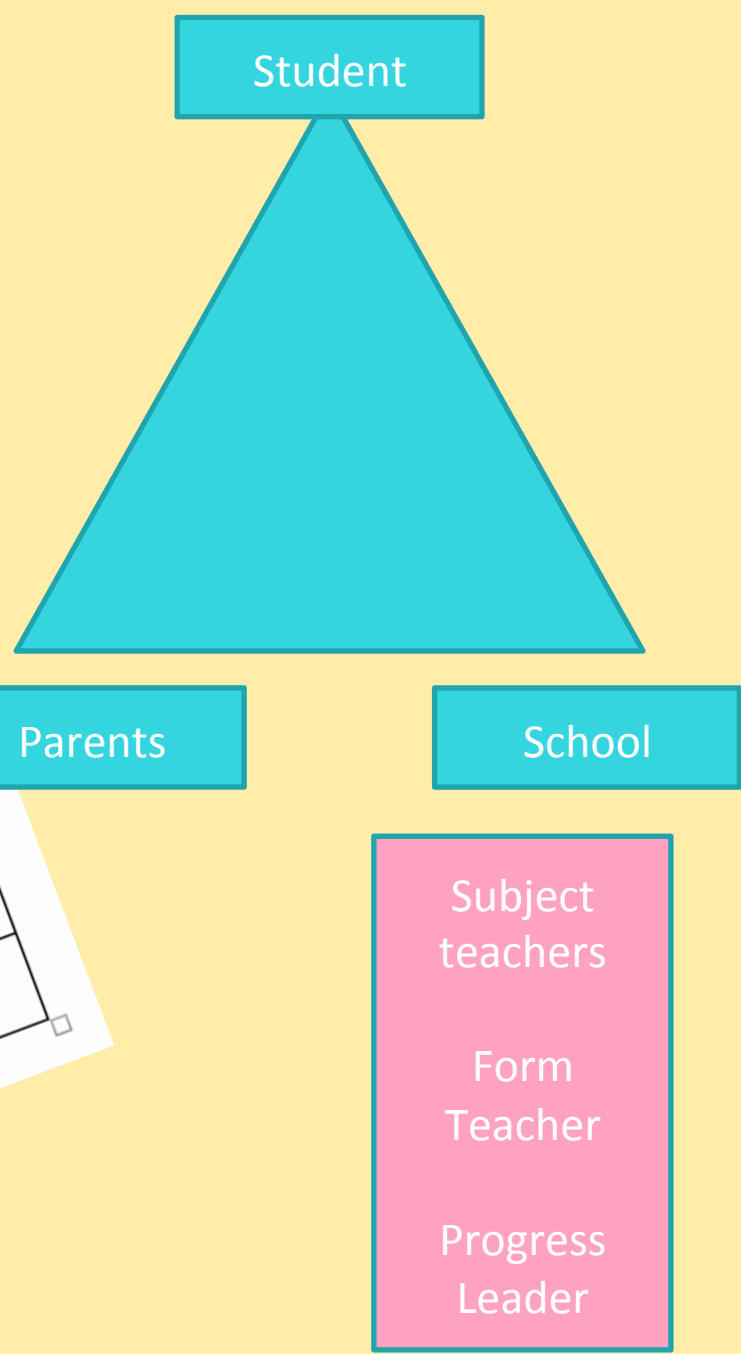 Student
Parents
School
Subject
teachers
Form
Teacher
Progress
Leader